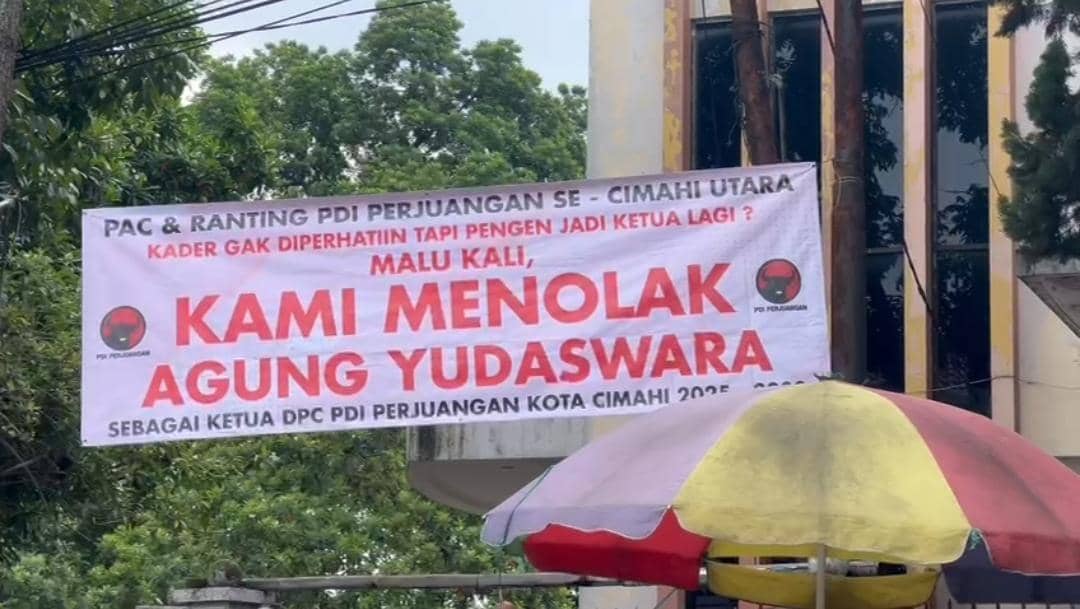 PAC & RANTING PDI PERJUANGAN SE - CIMAHI UTARA
KADER GAK DIPERHATIIN TAPI PENGEN JADI KETUA LAGI ?
MALU KALI,
KAMI MENOLAK
AGUNG YUDASWARA
SEBAGAI KETUA DPC PDI PERJUANGAN KOTA CIMAHI 2025 -
PDI PERJUANGAN
PDI PERJUANGAN